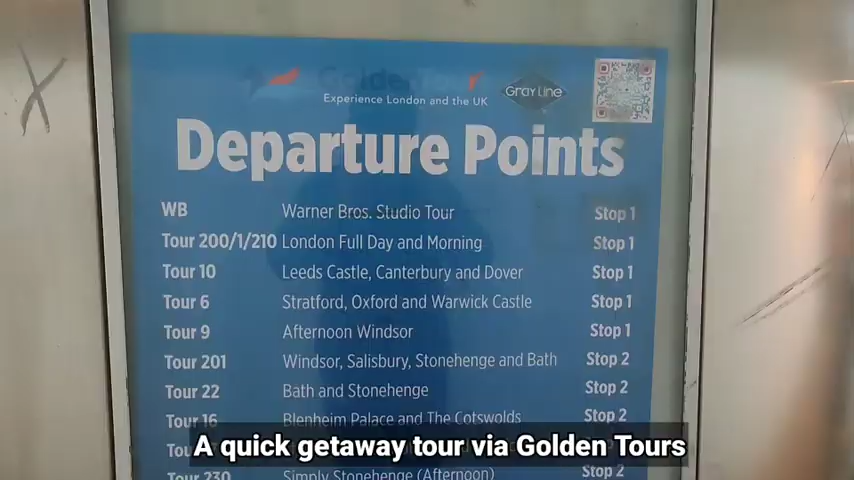 Golden Tours
Experience London and the UK
Gray Line
Departure Points
WB Warner Bros. Studio Tour Stop 1
Tour 200/1/210 London Full Day and Morning Stop 1
Tour 10 Leeds Castle, Canterbury and Dover Stop 1
Tour 6 Stratford, Oxford and Warwick Castle Stop 1
Tour 9 Afternoon Windsor Stop 1
Tour 201 Windsor, Salisbury, Stonehenge and Bath Stop 2
Tour 22 Bath and Stonehenge Stop 2
Tour 16 Blenheim Palace and The Cotswolds Stop 2
A quick getaway tour via Golden Tours
Tour 230 Simply Stonehenge (Afternoon) Stop 2